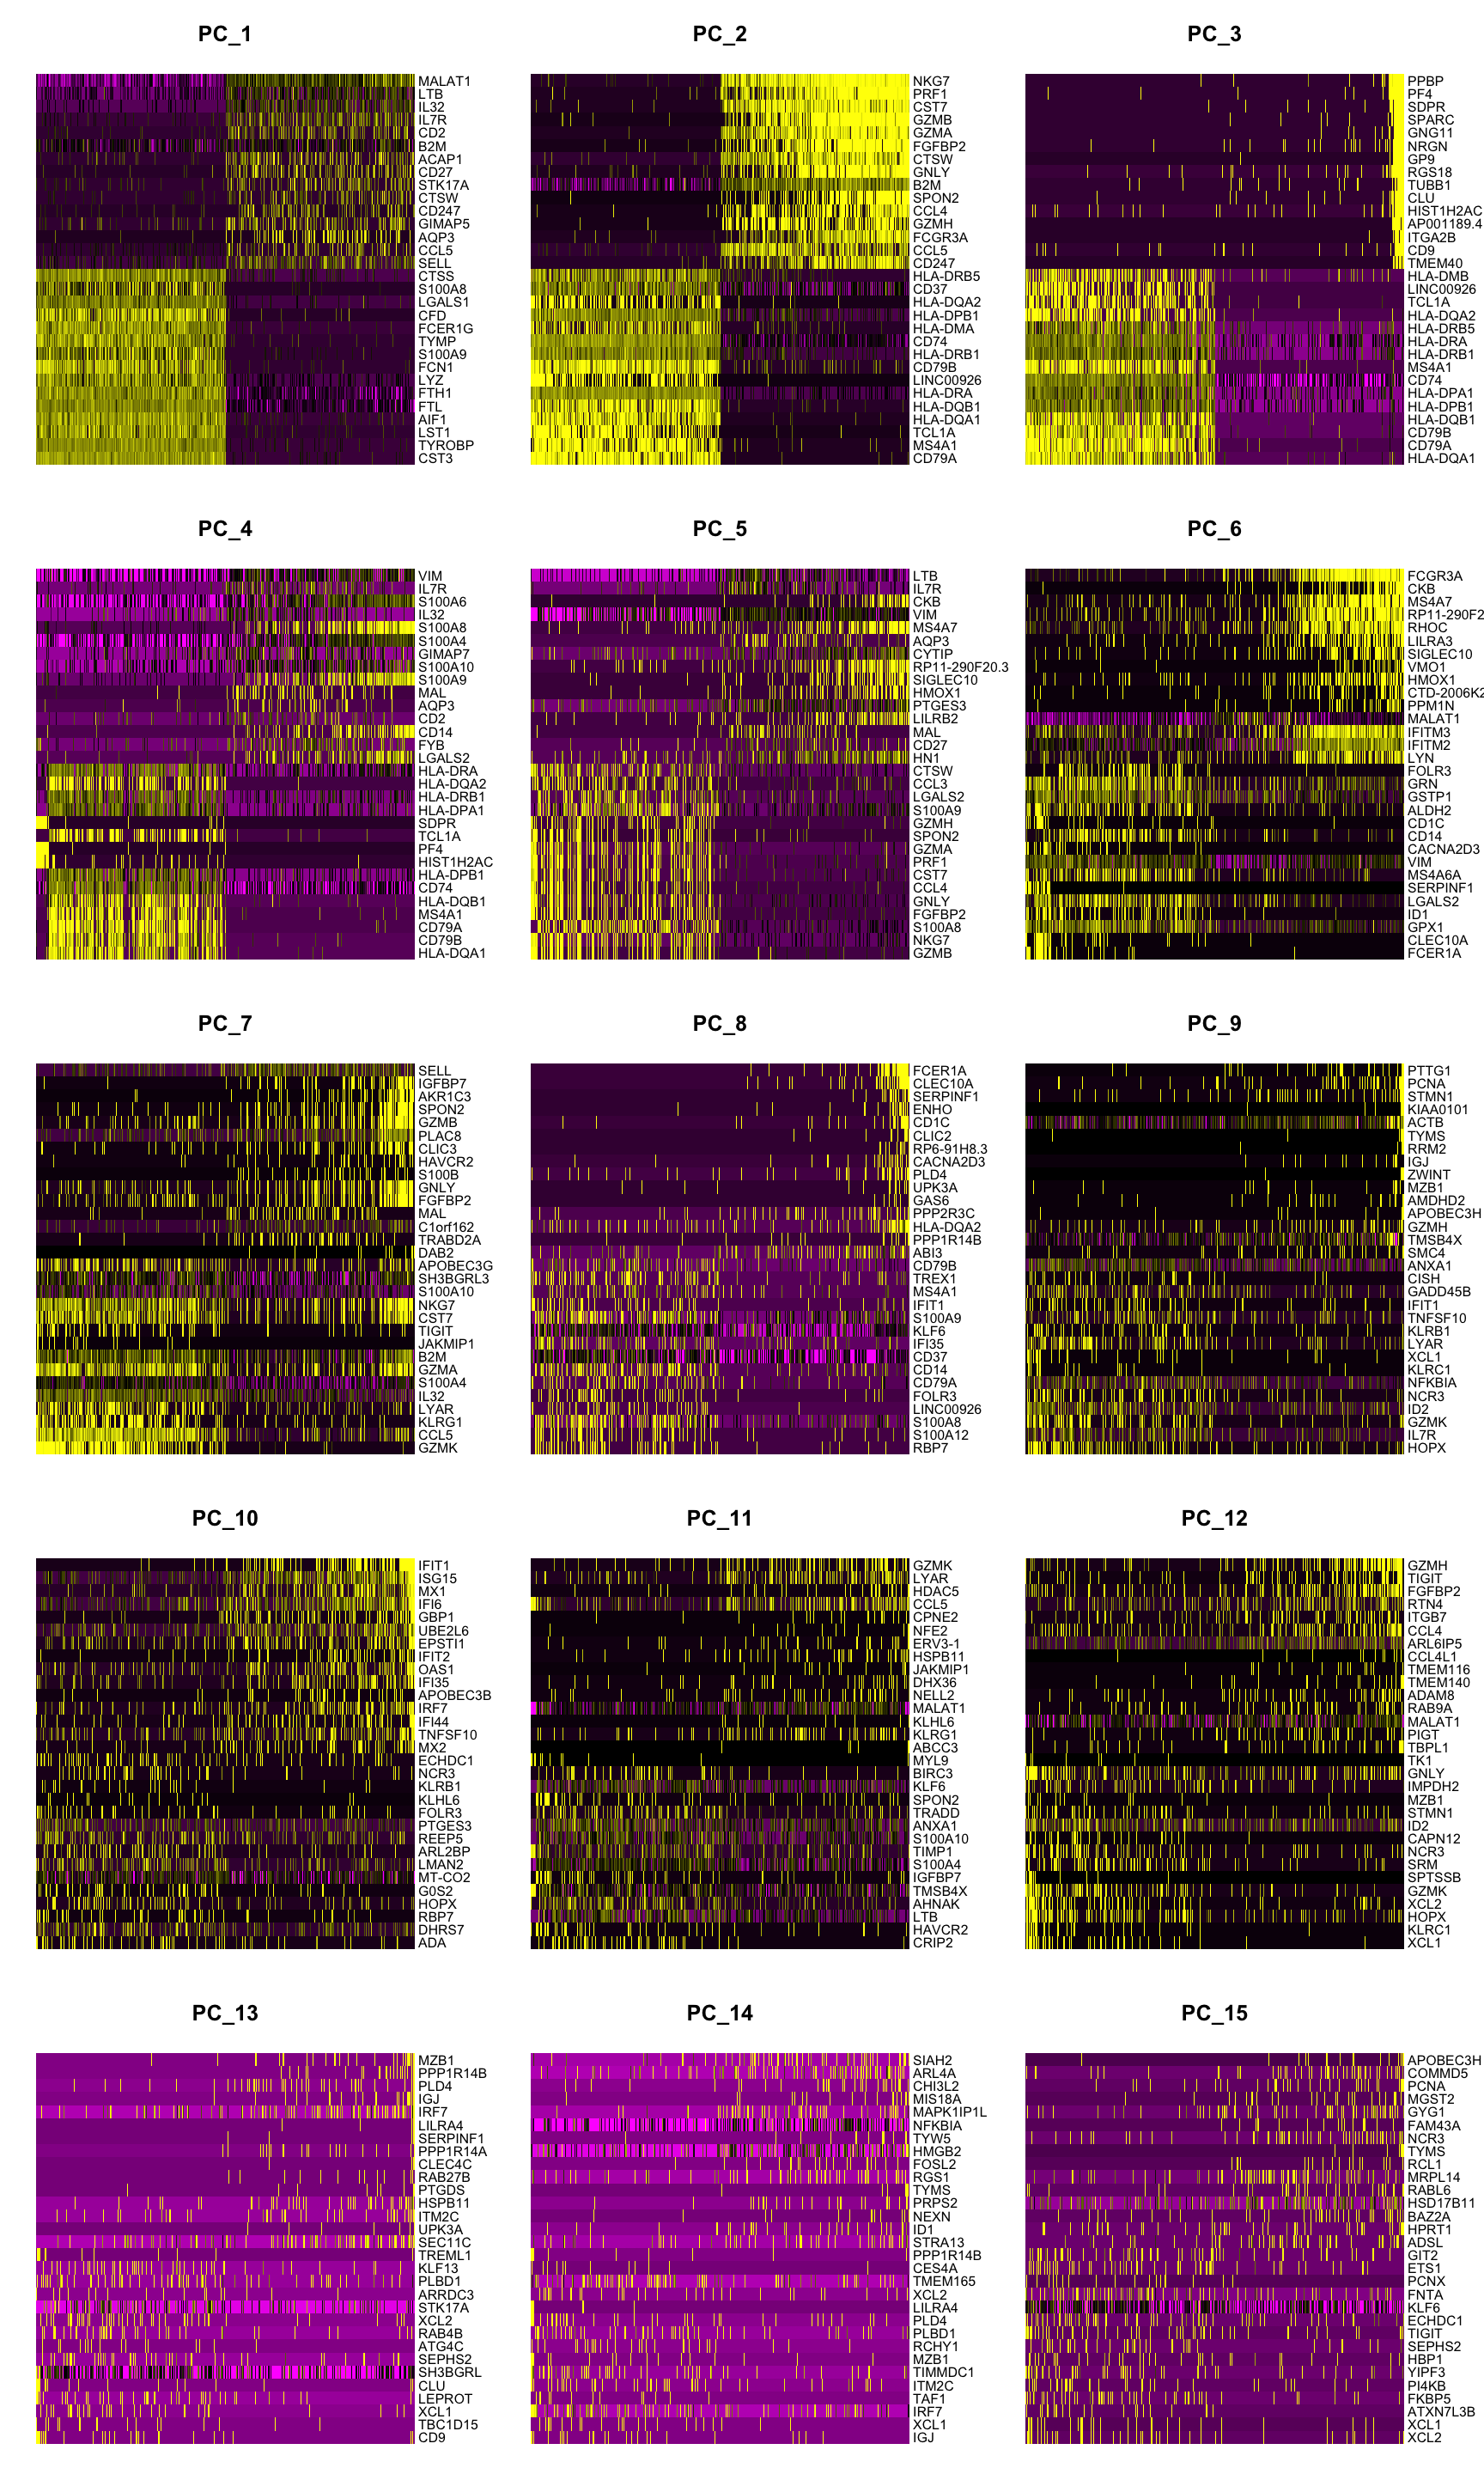 PC_1
MALAT1
LTB
IL32
IL7R
CD2
B2M
ACAP1
CD27
STK17A
CTSW
CD247
GIMAP5
AQP3
CCL5
SELL
CTSS
S100A8
LGALS1
CFD
FCER1G
TYMP
S100A9
FCN1
LYZ
FTH1
FTL
AIF1
LST1
TYROBP
CST3
PC_2
NKG7
PRF1
CST7
GZMB
GZMA
FGFBP2
CTSW
GNLY
B2M
SPON2
CCL4
GZMH
FCGR3A
CCL5
CD247
HLA-DRB5
CD37
HLA-DQA2
HLA-DPB1
HLA-DMA
CD74
HLA-DRB1
CD79B
LINC00926
HLA-DRA
HLA-DQB1
HLA-DQA1
TCL1A
MS4A1
CD79A
PC_3
PPBP
PF4
SDPR
SPARC
GNG11
NRGN
GP9
RGS18
TUBB1
CLU
HIST1H2AC
AP001189.4
ITGA2B
CD9
TMEM40
HLA-DMB
LINC00926
TCL1A
HLA-DQA2
HLA-DRB5
HLA-DRA
HLA-DRB1
MS4A1
CD74
HLA-DPA1
HLA-DPB1
HLA-DQB1
CD79B
CD79A
HLA-DQA1
PC_4
VIM
IL7R
S100A6
IL32
S100A8
S100A4
GIMAP7
S100A10
S100A9
MAL
AQP3
CD2
CD14
FYB
LGALS2
HLA-DRA
HLA-DQA2
HLA-DRB1
HLA-DPA1
SDPR
TCL1A
PF4
HIST1H2AC
HLA-DPB1
CD74
HLA-DQB1
MS4A1
CD79A
CD79B
HLA-DQA1
PC_5
LTB
IL7R
CKB
VIM
MS4A7
AQP3
CYTIP
RP11-290F20.3
SIGLEC10
HMOX1
PTGES3
LILRB2
MAL
CD27
HN1
CTSW
CCL3
LGALS2
S100A9
GZMH
SPON2
GZMA
PRF1
CST7
CCL4
GNLY
FGFBP2
S100A8
NKG7
GZMB
PC_6
FCGR3A
CKB
MS4A7
RP11-290F2
RHOC
LILRA3
SIGLEC10
VMO1
HMOX1
CTD-2006K2
PPM1N
MALAT1
IFITM3
IFITM2
LYN
FOLR3
GRN
GSTP1
ALDH2
CD1C
CD14
CACNA2D3
VIM
MS4A6A
SERPINF1
LGALS2
ID1
GPX1
CLEC10A
FCER1A
PC_7
SELL
IGFBP7
AKR1C3
SPON2
GZMB
PLAC8
CLIC3
HAVCR2
S100B
GNLY
FGFBP2
MAL
C1orf162
TRABD2A
DAB2
APOBEC3G
SH3BGRL3
S100A10
NKG7
CST7
TIGIT
JAKMIP1
B2M
GZMA
S100A4
IL32
LYAR
KLRG1
CCL5
GZMK
PC_8
FCER1A
CLEC10A
SERPINF1
ENHO
CD1C
CLIC2
RP6-91H8.3
CACNA2D3
PLD4
UPK3A
GAS6
PPP2R3C
HLA-DQA2
PPP1R14B
ABI3
CD79B
TREX1
MS4A1
IFIT1
S100A9
KLF6
IFI35
CD37
CD14
CD79A
FOLR3
LINC00926
S100A8
S100A12
RBP7
PC_9
PTTG1
PCNA
STMN1
KIAA0101
ACTB
TYMS
RRM2
IGJ
ZWINT
MZB1
AMDHD2
APOBEC3H
GZMH
TMSB4X
SMC4
ANXA1
CISH
GADD45B
IFIT1
TNFSF10
KLRB1
LYAR
XCL1
KLRC1
NFKBIA
NCR3
ID2
GZMK
IL7R
HOPX
PC_10
IFIT1
ISG15
MX1
IFI6
GBP1
UBE2L6
EPSTI1
IFIT2
OAS1
IFI35
APOBEC3B
IRF7
IFI44
TNFSF10
MX2
ECHDC1
NCR3
KLRB1
KLHL6
FOLR3
PTGES3
REEP5
ARL2BP
LMAN2
MT-CO2
G0S2
HOPX
RBP7
DHRS7
ADA
PC_11
GZMK
LYAR
HDAC5
CCL5
CPNE2
NFE2
ERV3-1
HSPB11
JAKMIP1
DHX36
NELL2
MALAT1
KLHL6
KLRG1
ABCC3
MYL9
BIRC3
KLF6
SPON2
TRADD
ANXA1
S100A10
TIMP1
S100A4
IGFBP7
TMSB4X
AHNAK
LTB
HAVCR2
CRIP2
PC_12
GZMH
TIGIT
FGFBP2
RTN4
ITGB7
CCL4
ARL6IP5
CCL4L1
TMEM116
TMEM140
ADAM8
RAB9A
MALAT1
PIGT
TBPL1
TK1
GNLY
IMPDH2
MZB1
STMN1
ID2
CAPN12
NCR3
SRM
SPTSSB
GZMK
XCL2
HOPX
KLRC1
XCL1
PC_13
MZB1
PPP1R14B
PLD4
IGJ
IRF7
LILRA4
SERPINF1
PPP1R14A
CLEC4C
RAB27B
PTGDS
HSPB11
ITM2C
UPK3A
SEC11C
TREML1
KLF13
PLBD1
ARRDC3
STK17A
XCL2
RAB4B
ATG4C
SEPHS2
SH3BGRL
CLU
LEPROT
XCL1
TBC1D15
CD9
PC_14
SIAH2
ARL4A
CHI3L2
MIS18A
MAPK1IP1L
NFKBIA
TYW5
HMGB2
FOSL2
RGS1
TYMS
PRPS2
NEXN
ID1
STRA13
PPP1R14B
CES4A
TMEM165
XCL2
LILRA4
PLD4
PLBD1
RCHY1
MZB1
TIMMDC1
ITM2C
TAF1
IRF7
XCL1
IGJ
PC_15
APOBEC3H
COMMD5
PCNA
MGST2
GYG1
FAM43A
NCR3
TYMS
RCL1
MRPL14
RABL6
HSD17B11
BAZ2A
HPRT1
ADSL
GIT2
ETS1
PCNX
FNTA
KLF6
ECHDC1
TIGIT
SEPHS2
HBP1
YIPF3
PI4KB
FKBP5
ATXN7L3B
XCL1
XCL2